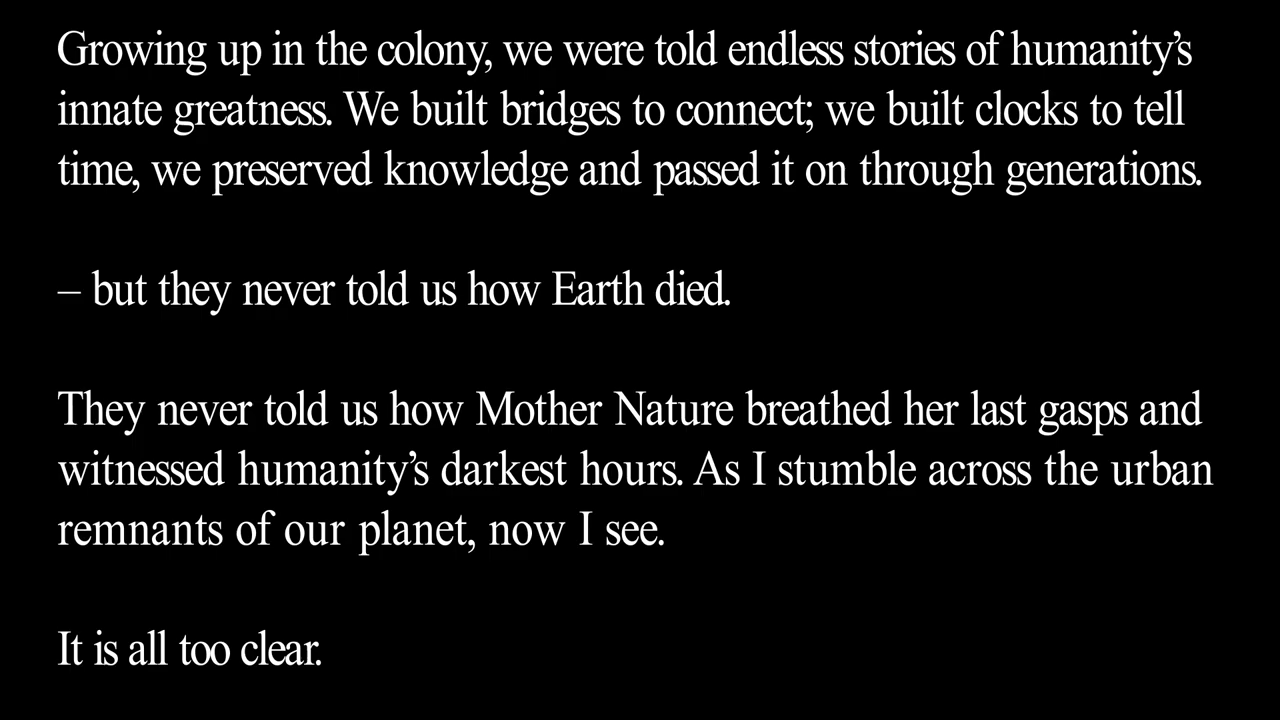 Growing up in the colony, we were told endless stories of humanity’s
innate greatness. We built bridges to connect; we built clocks to tell
time, we preserved knowledge and passed it on through generations.
– but they never told us how Earth died.
They never told us how Mother Nature breathed her last gasps and
witnessed humanity’s darkest hours. As I stumble across the urban
remnants of our planet, now I see.
It is all too clear.